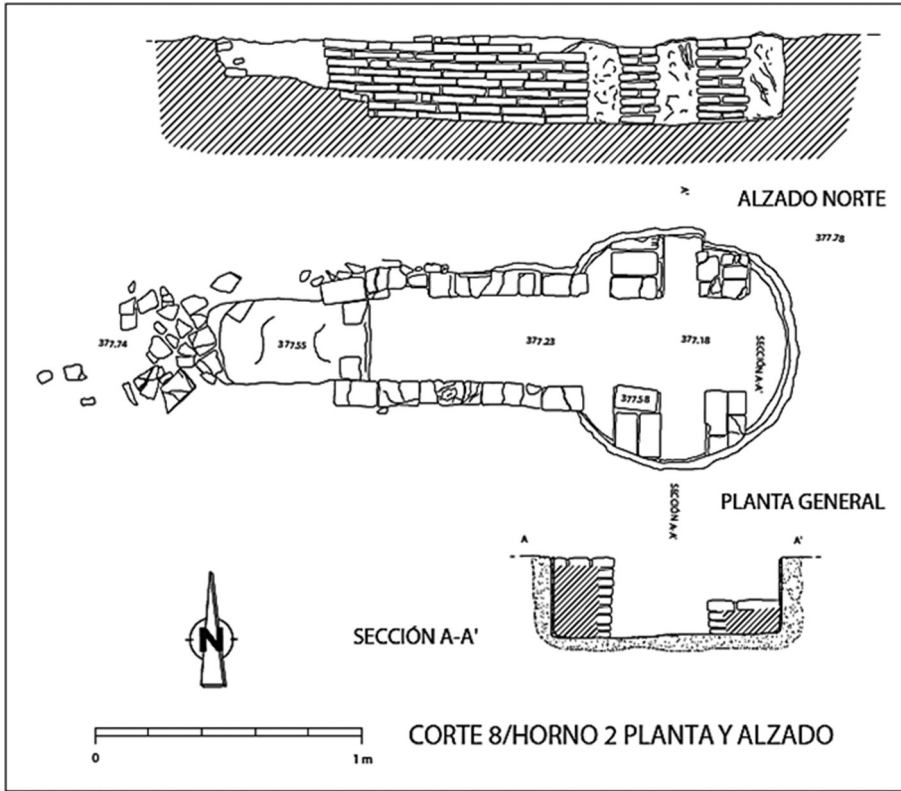 A'
ALZADO NORTE
377.78
377.74
377.55
377.23
377.18
SECCIÓN A-A'
377.58
SECCIÓN A-A'
PLANTA GENERAL
A
A'
N
SECCIÓN A-A'
CORTE 8/HORNO 2 PLANTA Y ALZADO
0
1 m